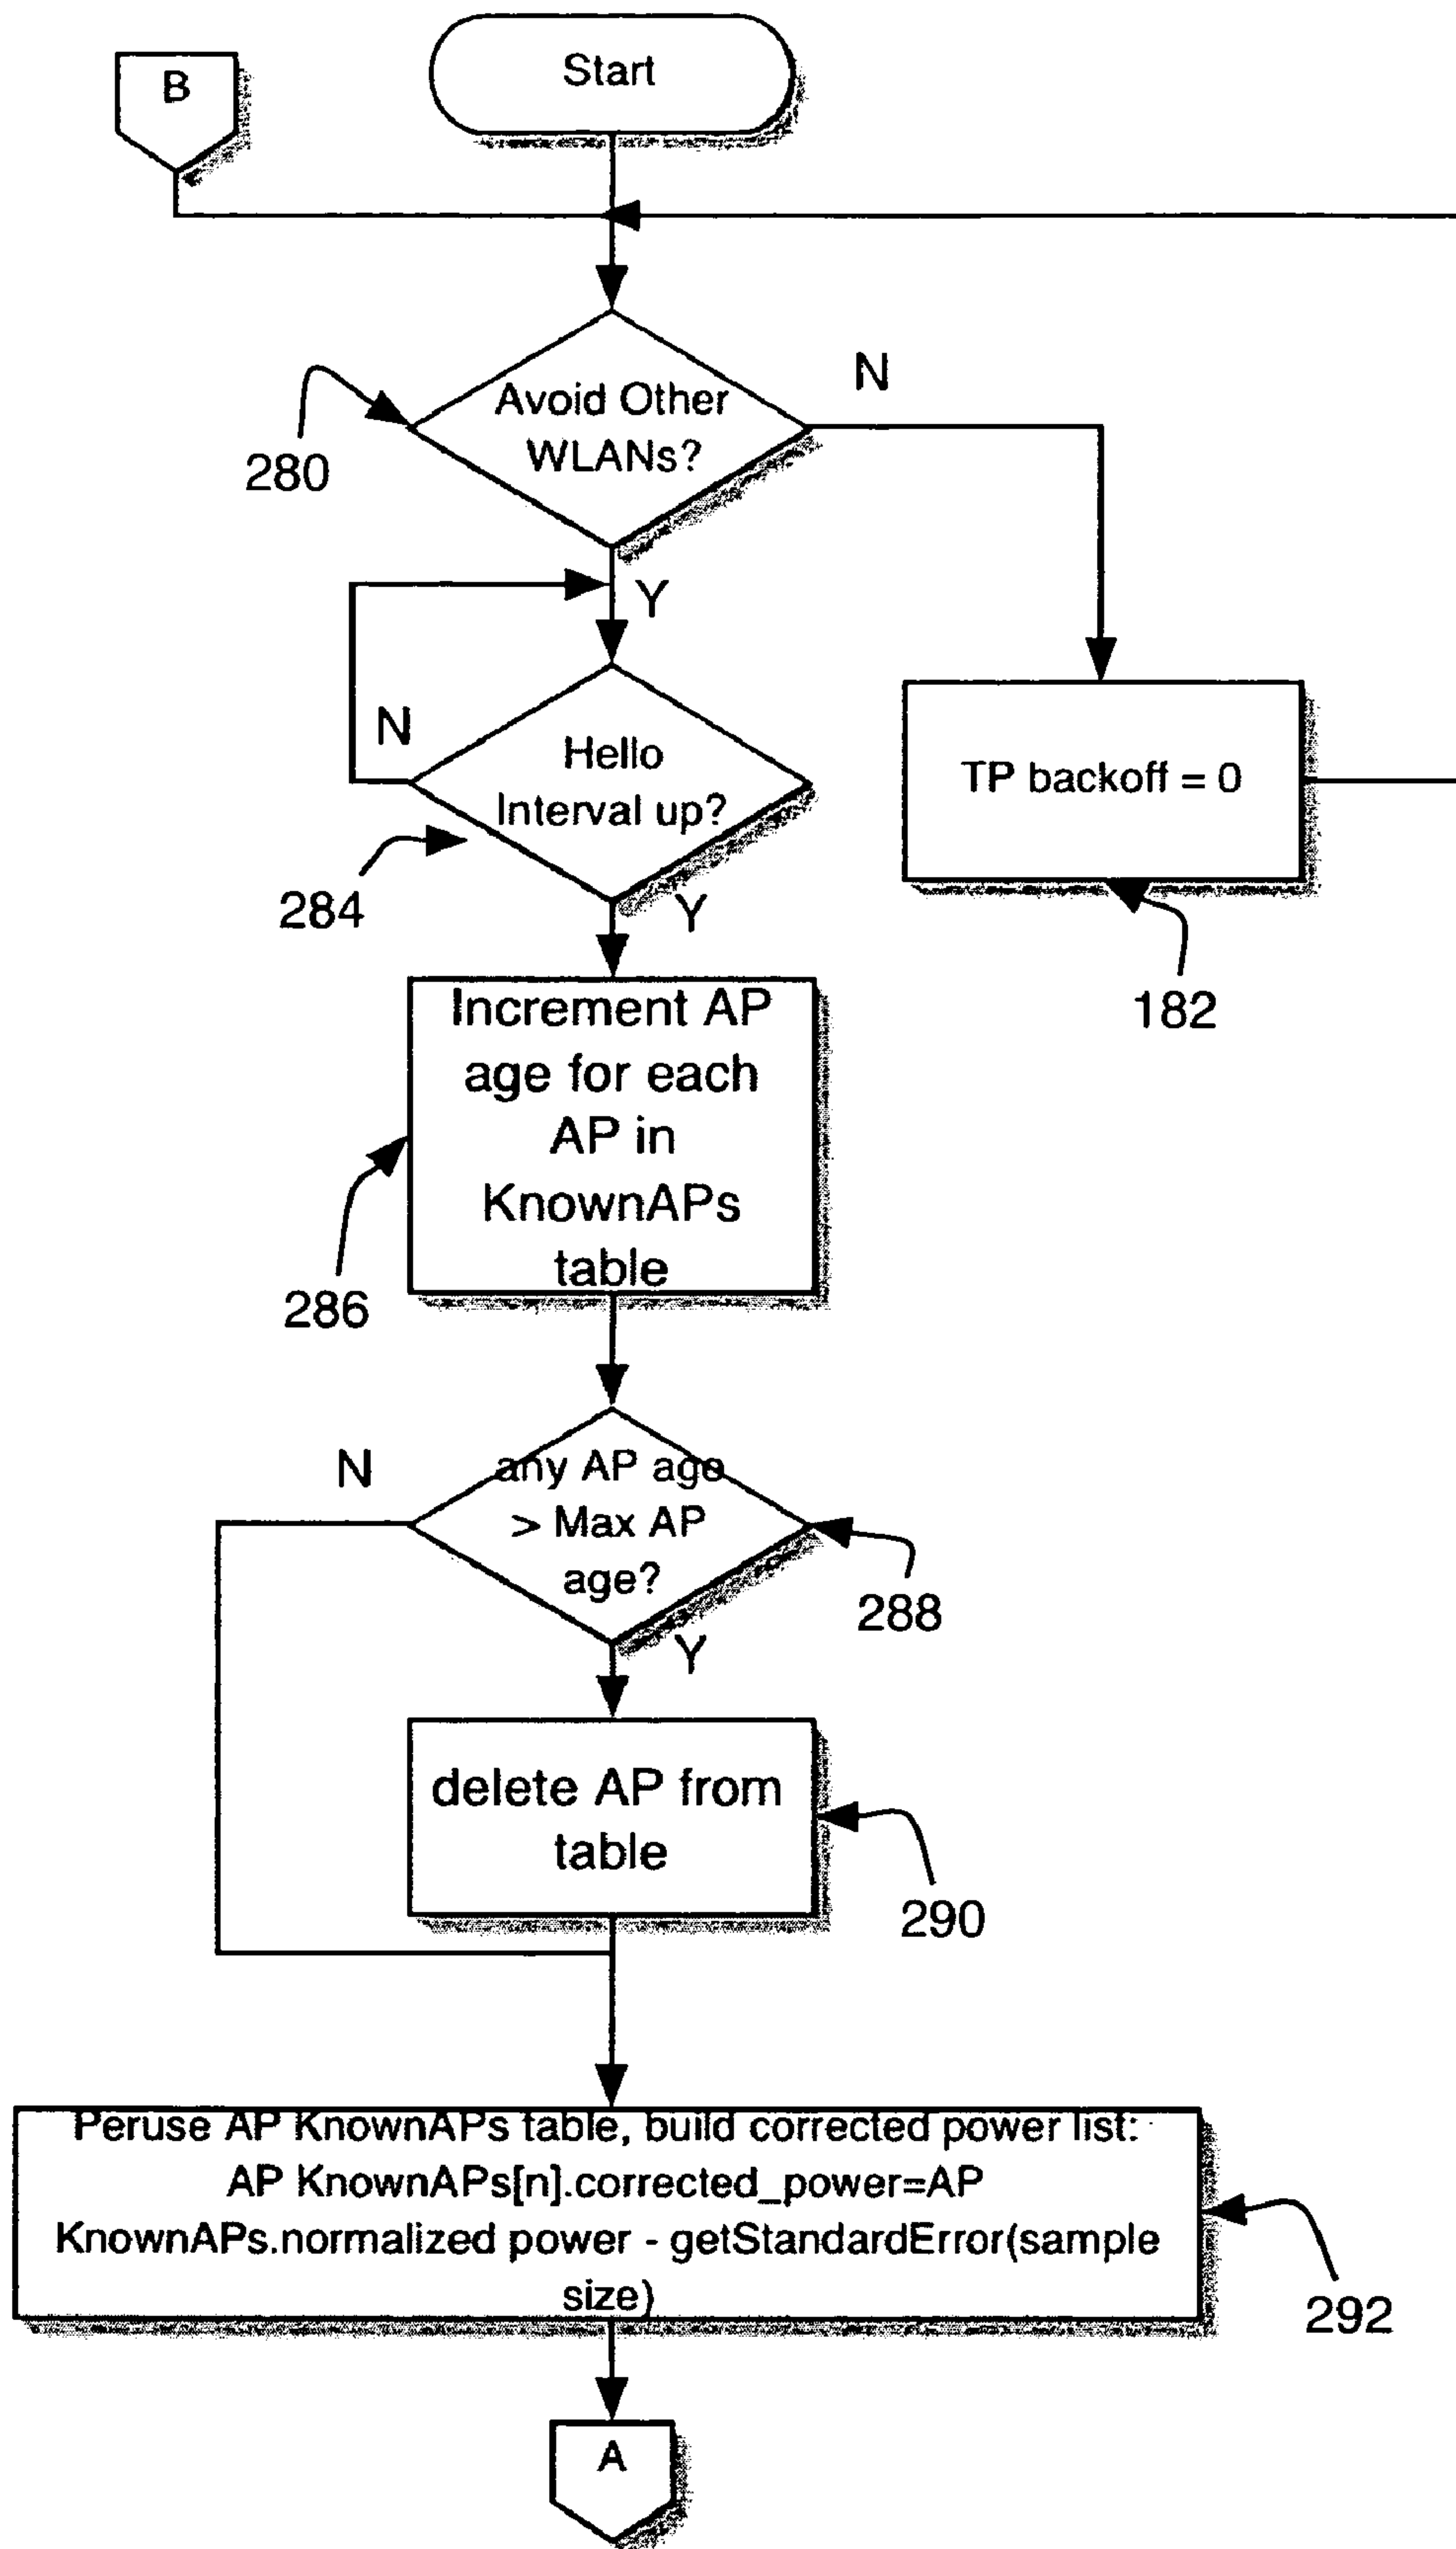 B
Start
N
Avoid Other
WLANs?
280
Y
N
Hello
Interval up?
TP backoff = 0
284
Y
182
Increment AP
age for each
AP in
KnownAPs
table
286
N
any AP age
> Max AP
age?
288
Y
delete AP from
table
290
Peruse AP KnownAPs table, build corrected power list:
AP KnownAPs[n].corrected_power=AP
KnownAPs.normalized power - getStandardError(sample
size)
292
A